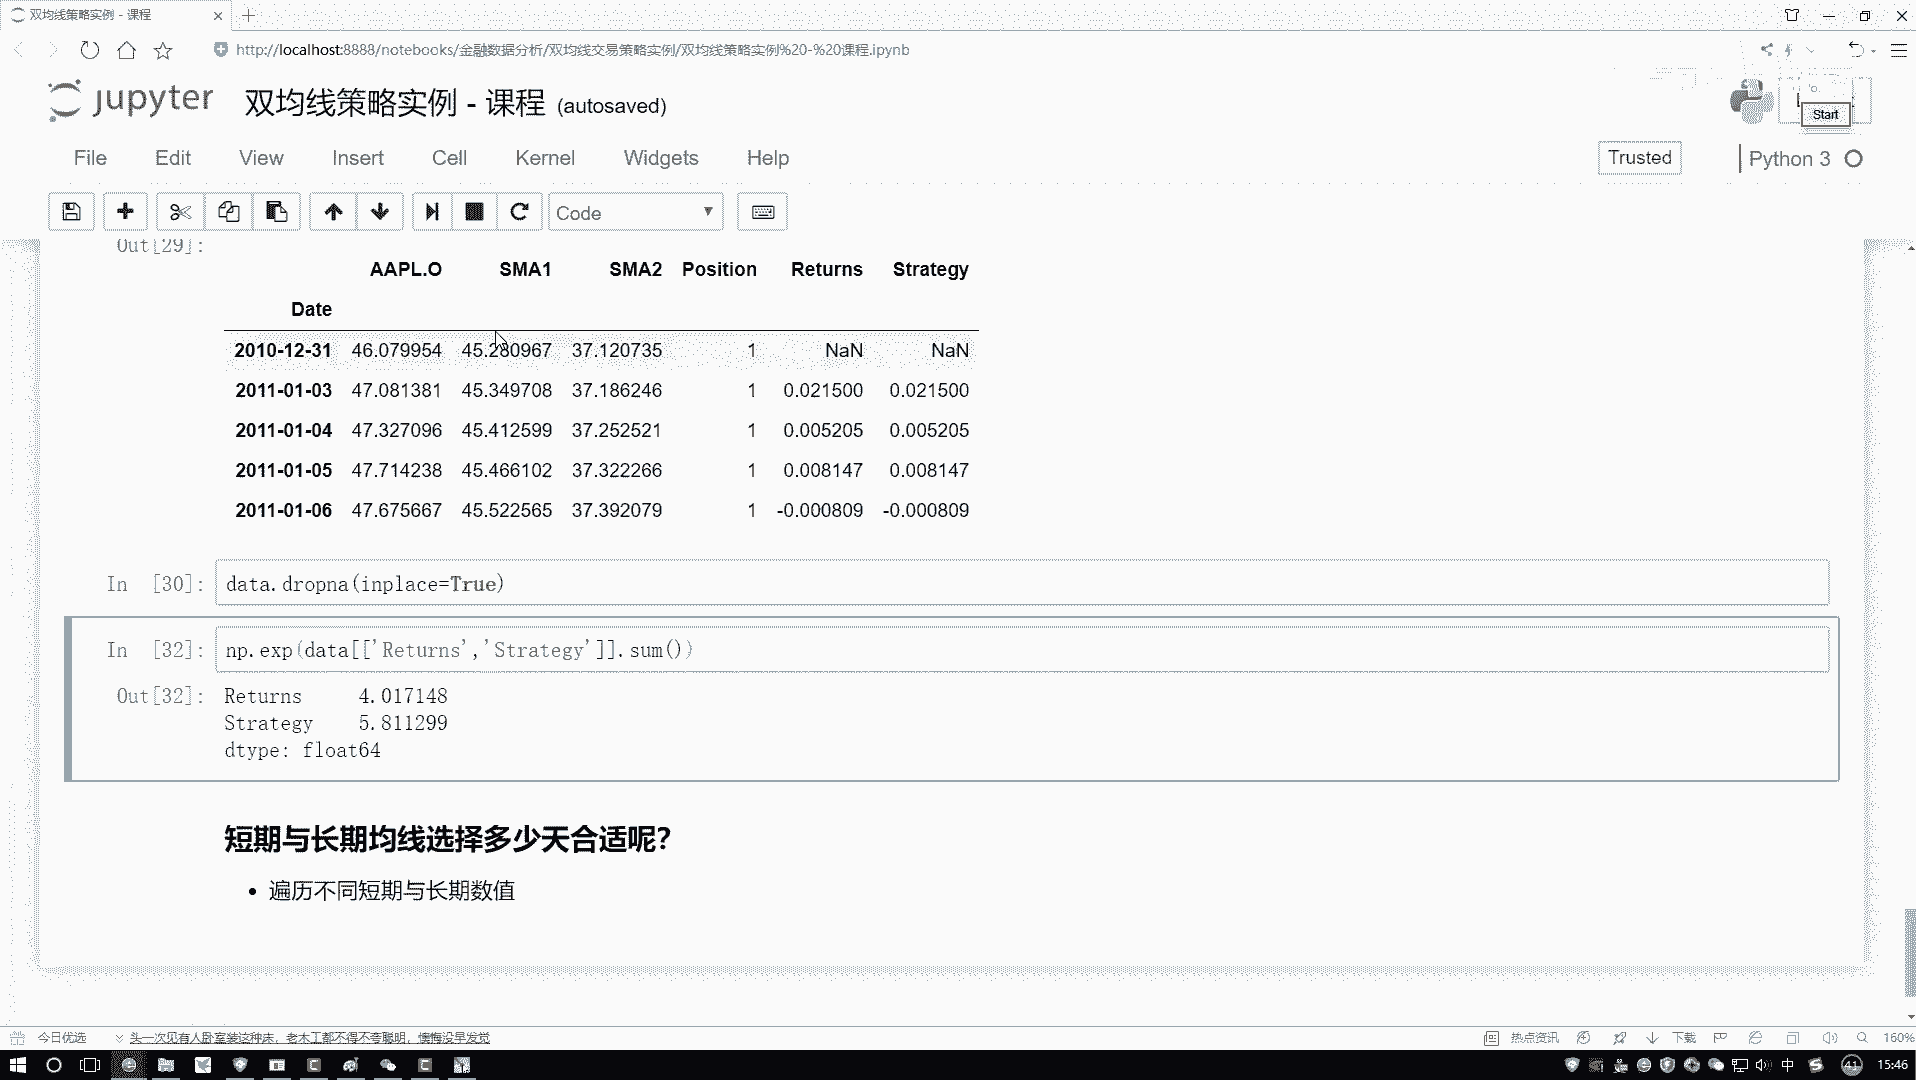 双均线策略实例 - 课程
http://localhost:8888/notebooks/金融数据分析/双均线交易策略实例/双均线策略实例%20-%20课程.ipynb
jupyter 双均线策略实例 - 课程 (autosaved)
Start
File Edit View Insert Cell Kernel Widgets Help Trusted Python 3
Code
Out[29]:
AAPL.O SMA1 SMA2 Position Returns Strategy
Date
2010-12-31 46.079954 45.280967 37.120735 1 NaN NaN
2011-01-03 47.081381 45.349708 37.186246 1 0.021500 0.021500
2011-01-04 47.327096 45.412599 37.252521 1 0.005205 0.005205
2011-01-05 47.714238 45.466102 37.322266 1 0.008147 0.008147
2011-01-06 47.675667 45.522565 37.392079 1 -0.000809 -0.000809
In [30]: data.dropna(inplace=True)
In [32]: np.exp(data[['Returns','Strategy']].sum())
Out[32]: Returns 4.017148
Strategy 5.811299
dtype: float64
短期与长期均线选择多少天合适呢？
• 遍历不同短期与长期数值
今日优选 头一次见有人卧室装这种床，老木工都不得不夸聪明，懊悔没早发觉 热点资讯 下载 160%
中 41 15:46